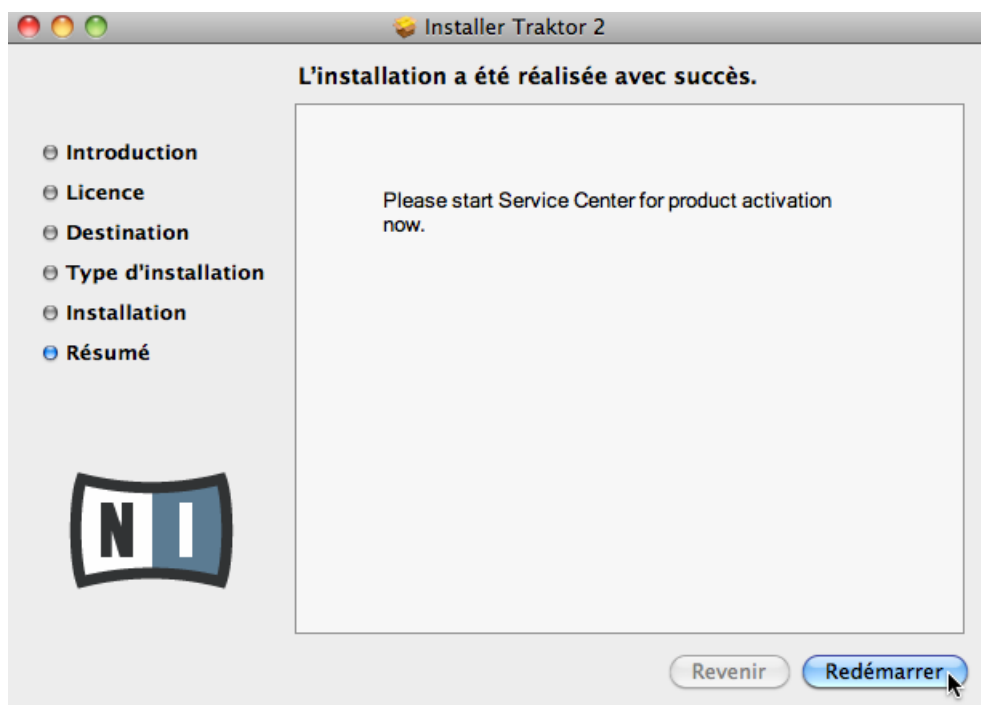 Installer Traktor 2
L'installation a été réalisée avec succès.
Introduction
Licence
Destination
Type d'installation
Installation
Résumé
Please start Service Center for product activation
now.
NI
Revenir
Redémarrer